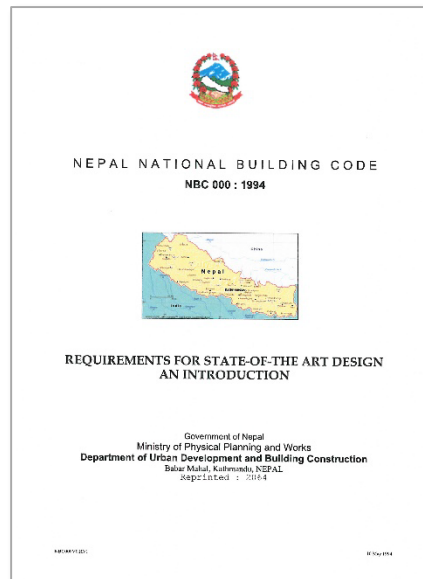 NEPAL NATIONAL BUILDING CODE
NBC 000 : 1994
China
Nepal
India
REQUIREMENTS FOR STATE-OF-THE ART DESIGN
AN INTRODUCTION
Government of Nepal
Ministry of Physical Planning and Works
Department of Urban Development and Building Construction
Babar Mahal, Kathmandu, NEPAL
Reprinted : 2064